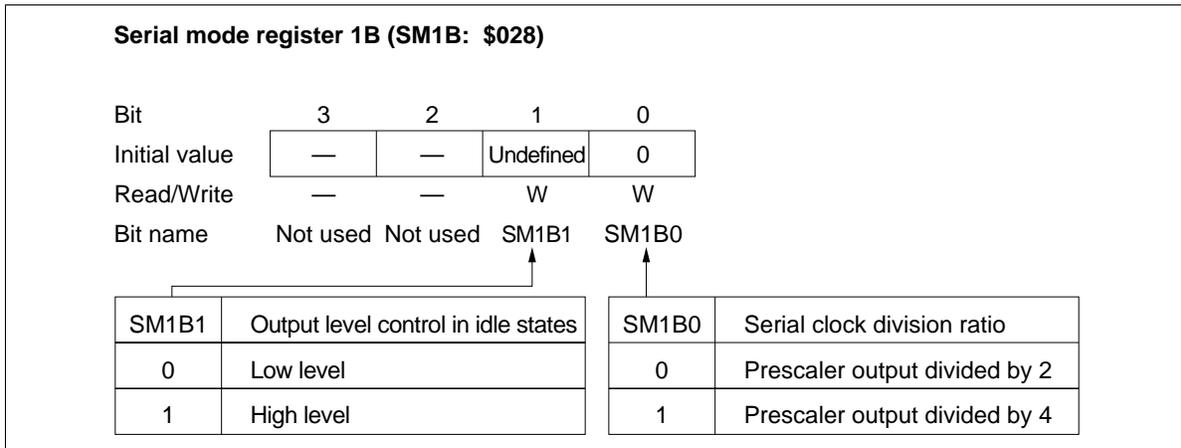 Serial mode register 1B (SM1B: $028)
Bit 3 2 1 0
Initial value — — Undefined 0
Read/Write — — W W
Bit name Not used Not used SM1B1 SM1B0
SM1B1 Output level control in idle states
0 Low level
1 High level
SM1B0 Serial clock division ratio
0 Prescaler output divided by 2
1 Prescaler output divided by 4